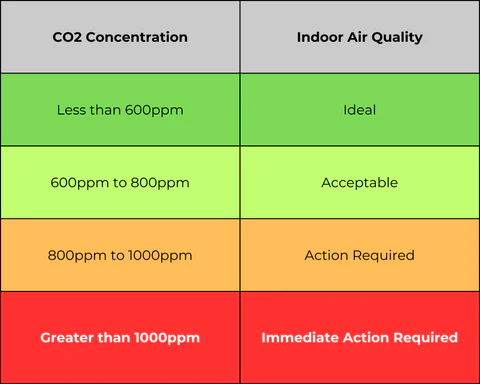 CO2 Concentration
Indoor Air Quality
Less than 600ppm
Ideal
600ppm to 800ppm
Acceptable
800ppm to 1000ppm
Action Required
Greater than 1000ppm
Immediate Action Required